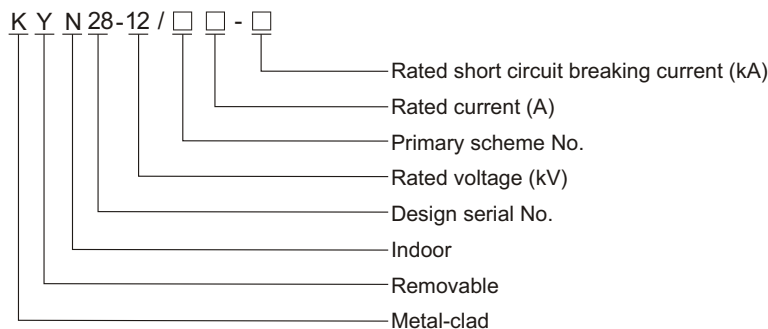 K Y N 28-12 / □ □ - □
Rated short circuit breaking current (kA)
Rated current (A)
Primary scheme No.
Rated voltage (kV)
Design serial No.
Indoor
Removable
Metal-clad